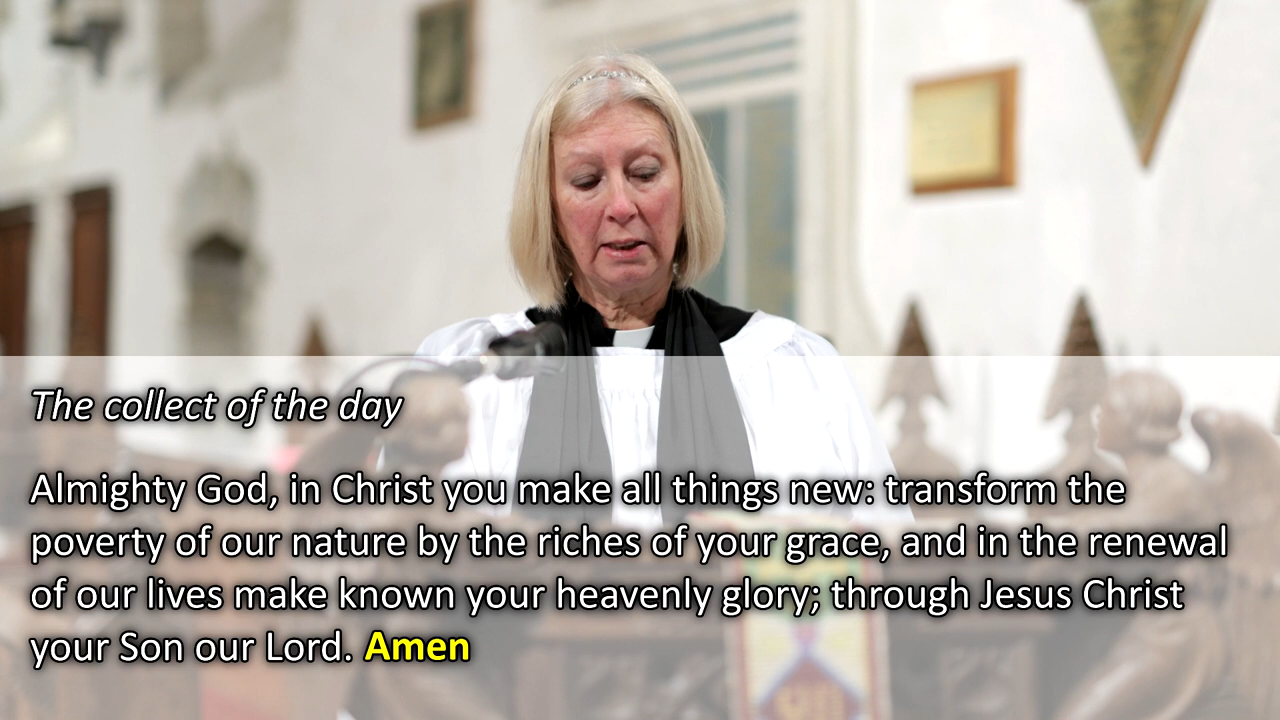 The collect of the day
Almighty God, in Christ you make all things new: transform the
poverty of our nature by the riches of your grace, and in the renewal
of our lives make known your heavenly glory; through Jesus Christ
your Son our Lord. Amen